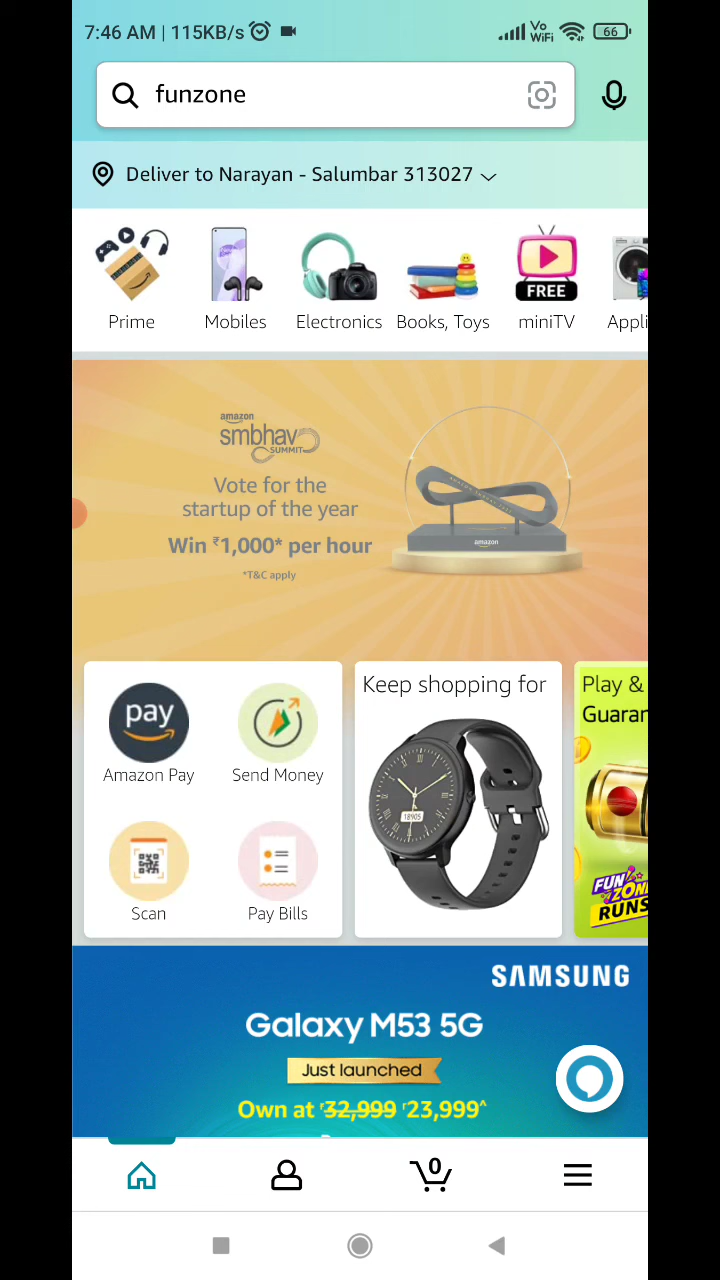 7:46 AM | 115KB/s
Vo
WiFi
66
funzone
Deliver to Narayan - Salumbar 313027
FREE
Prime
Mobiles
Electronics
Books, Toys
miniTV
Appli
amazon
smbhav
SUMMIT
Vote for the
startup of the year
Win ₹1,000* per hour
*T&C apply
amazon
pay
Amazon Pay
Send Money
Scan
Pay Bills
Keep shopping for
18905
Play &
Guarar
FUN
ZON
RUNS
SAMSUNG
Galaxy M53 5G
Just launched
Own at ₹32,999 ₹23,999^
0